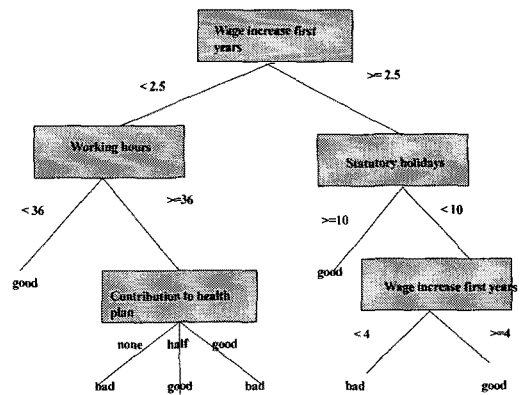 Wage increase first
years
< 2.5
>= 2.5
Working hours
Statutory holidays
< 36
>=36
>=10
< 10
good
good
Contribution to health
plan
Wage increase first years
none
half
good
< 4
>=4
bad
good
bad
bad
good